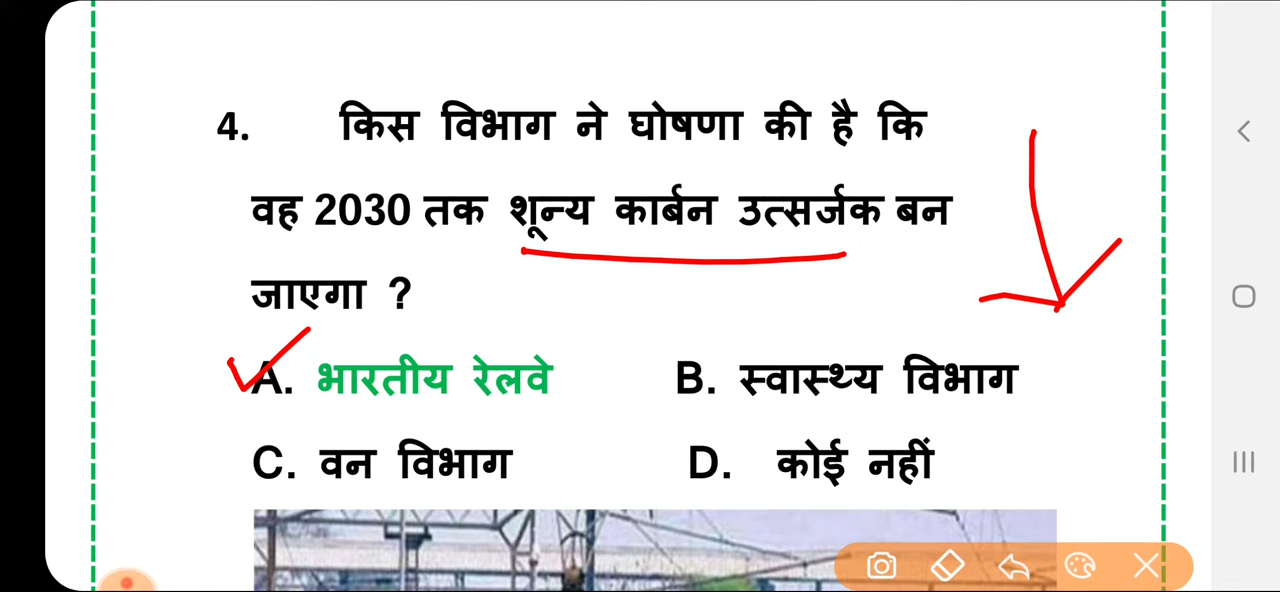 4. किस विभाग ने घोषणा की है कि
वह 2030 तक शून्य कार्बन उत्सर्जक बन
जाएगा ?
A. भारतीय रेलवे B. स्वास्थ्य विभाग
C. वन विभाग D. कोई नहीं